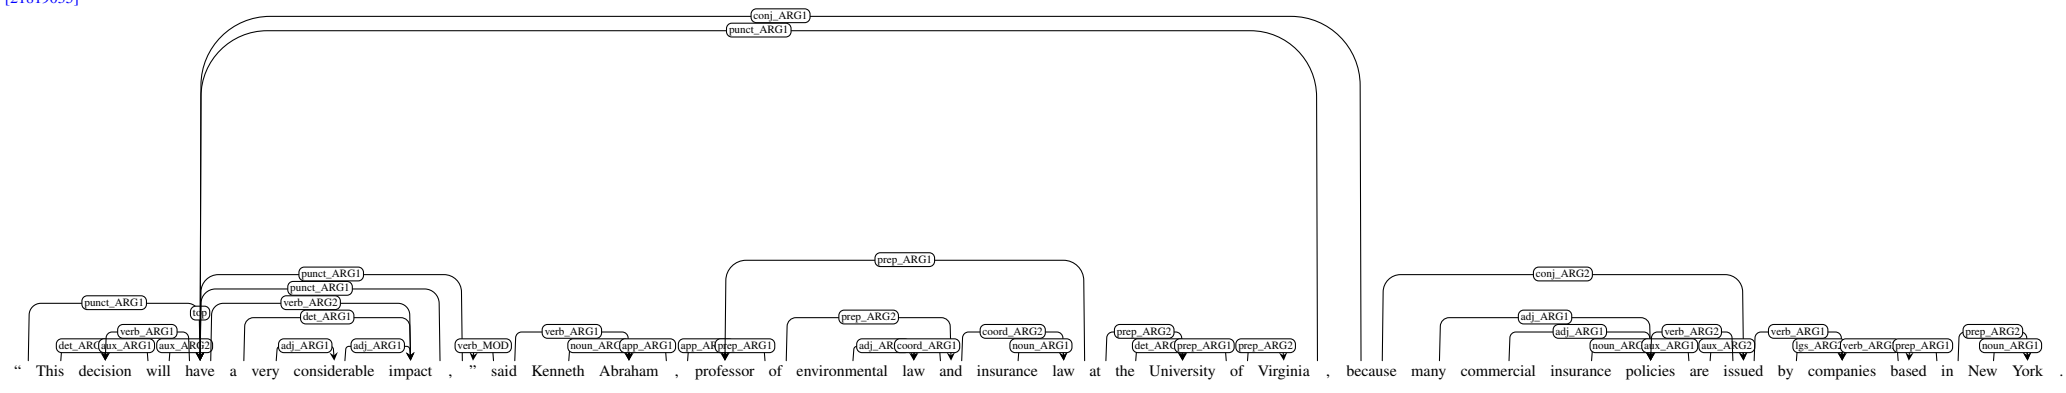 conj_ARG1
punct_ARG1
prep_ARG1
punct_ARG1 conj_ARG2
punct_ARG1
punct_ARG1 verb_ARG2
top det_ARG1 prep_ARG2 adj_ARG1
verb_ARG1 verb_ARG1 coord_ARG2 prep_ARG2 adj_ARG1 verb_ARG2 verb_ARG1 prep_ARG2
aux_ARG1 aux_ARG2 adj_ARG1 adj_ARG1 verb_MOD app_ARG1 prep_ARG1 coord_ARG1 noun_ARG1 prep_ARG1 prep_ARG2 aux_ARG1 aux_ARG2 prep_ARG1 noun_ARG1
“ This decision will have a very considerable impact , ” said Kenneth Abraham , professor of environmental law and insurance law at the University of Virginia , because many commercial insurance policies are issued by companies based in New York .